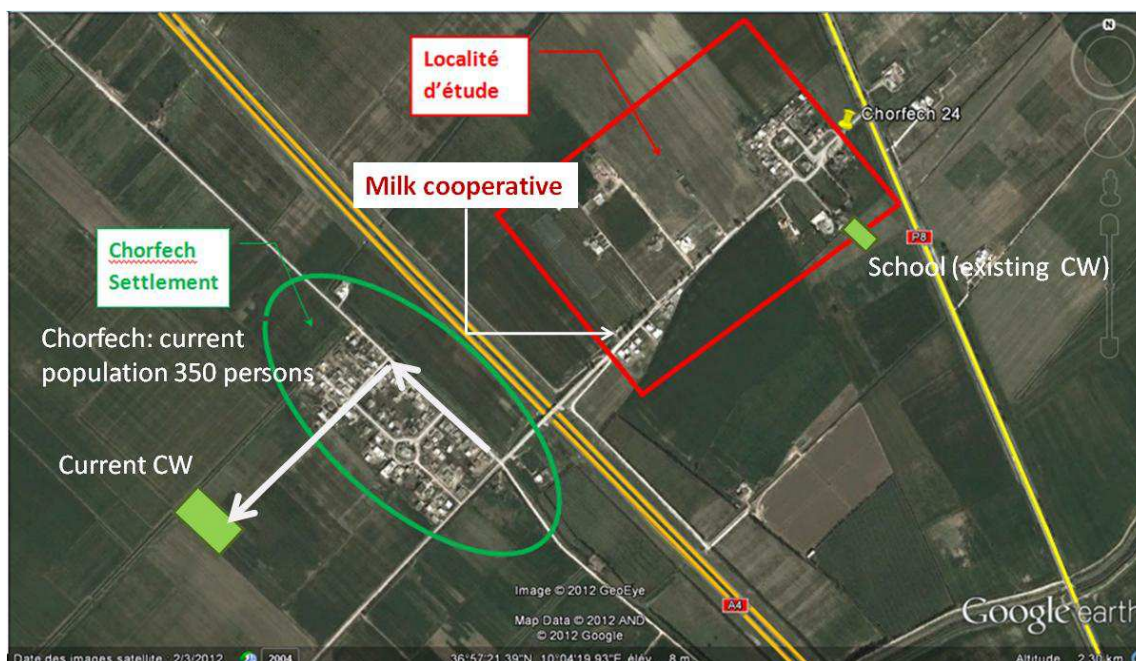 N
Localité
d'étude
Chorfech 24
Milk cooperative
Chorfech
Settlement
P8
School (existing CW)
Chorfech: current
population 350 persons
Current CW
Image © 2012 GeoEye
A4
Map Data © 2012 AND
© 2012 Google
Google earth
Date des images satellite : 2/3/2012 2004 36°57'21.39"N 10°04'19.93"E élév. 8 m Altitude 2.30 km